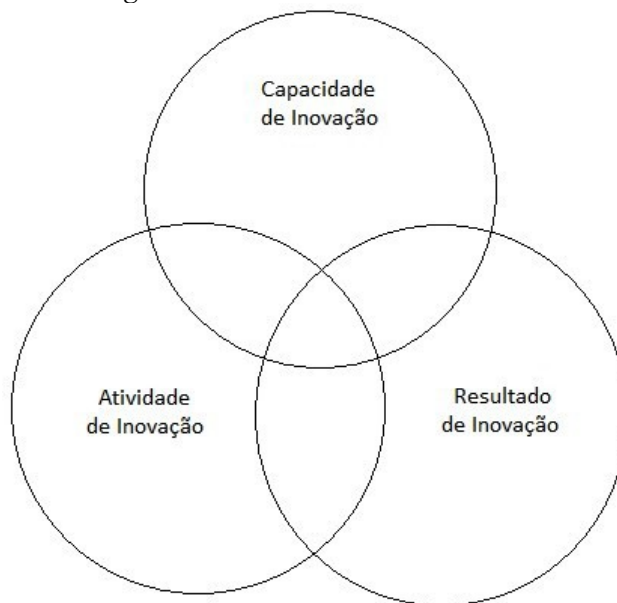 Capacidade
de Inovação
Atividade
de Inovação
Resultado
de Inovação